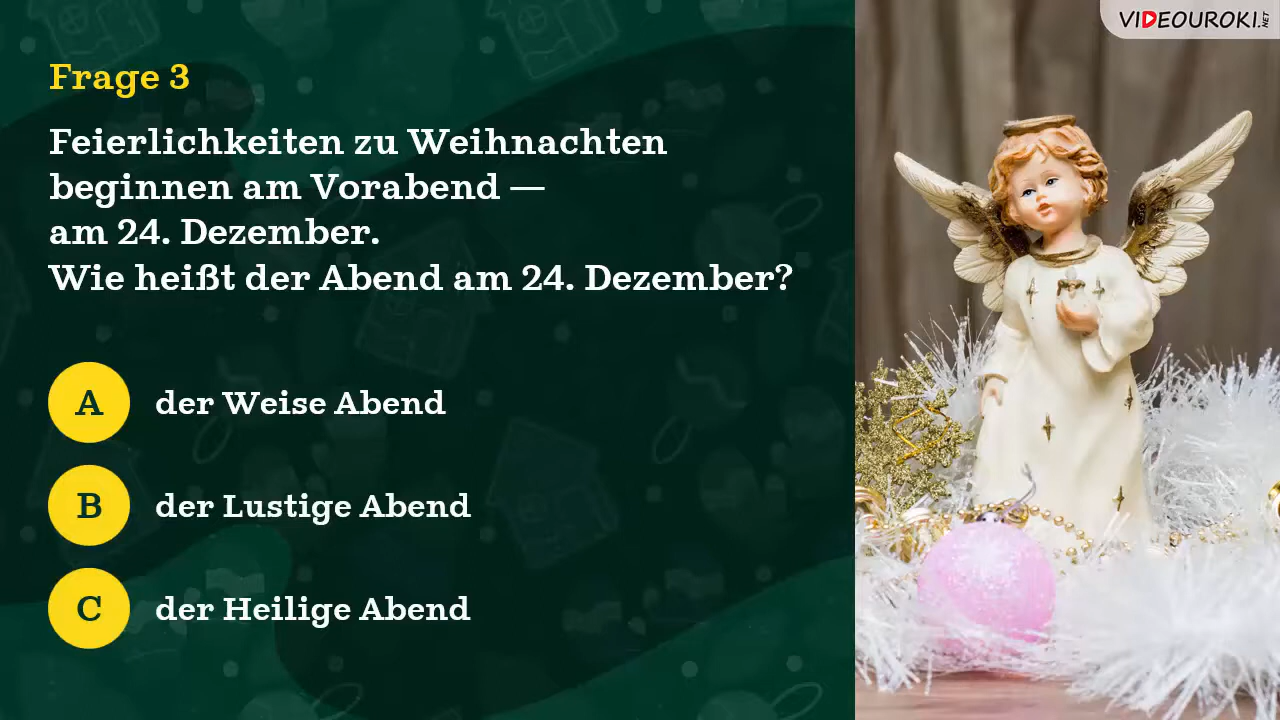 VIDEOUROKI.NET
Frage 3
Feierlichkeiten zu Weihnachten
beginnen am Vorabend —
am 24. Dezember.
Wie heißt der Abend am 24. Dezember?
A der Weise Abend
B der Lustige Abend
C der Heilige Abend